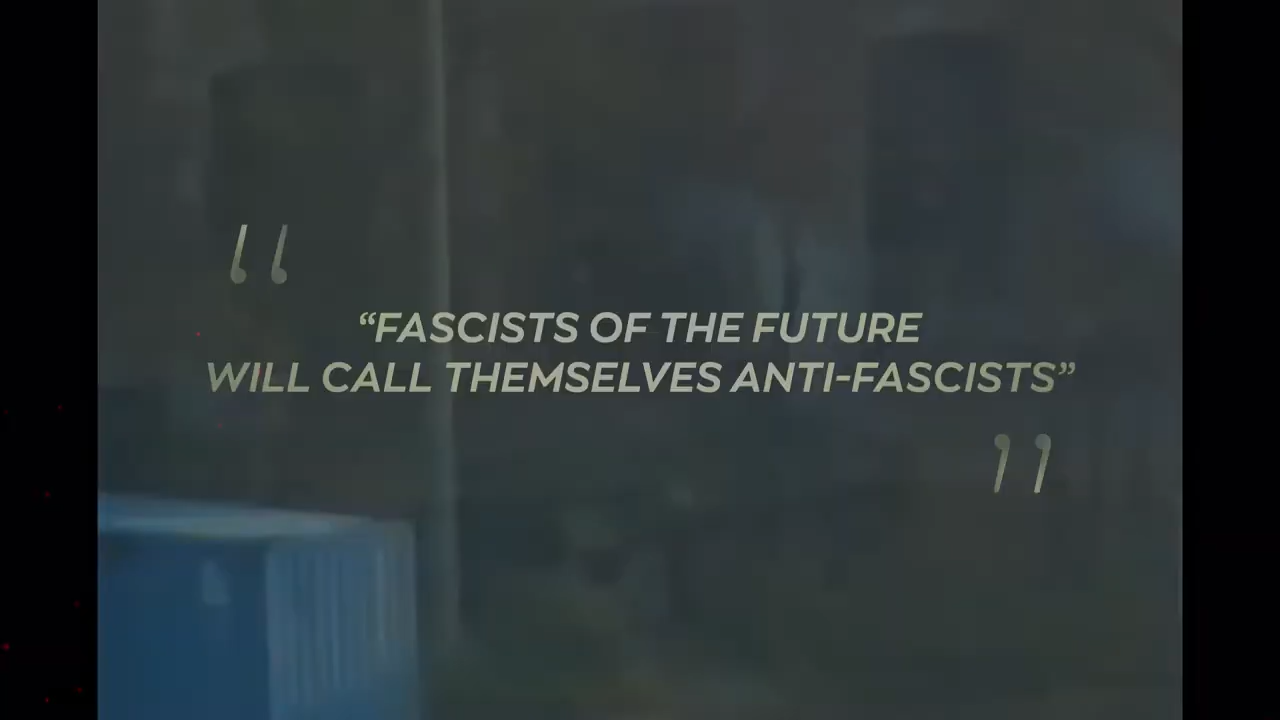 “FASCISTS OF THE FUTURE
WILL CALL THEMSELVES ANTI-FASCISTS”